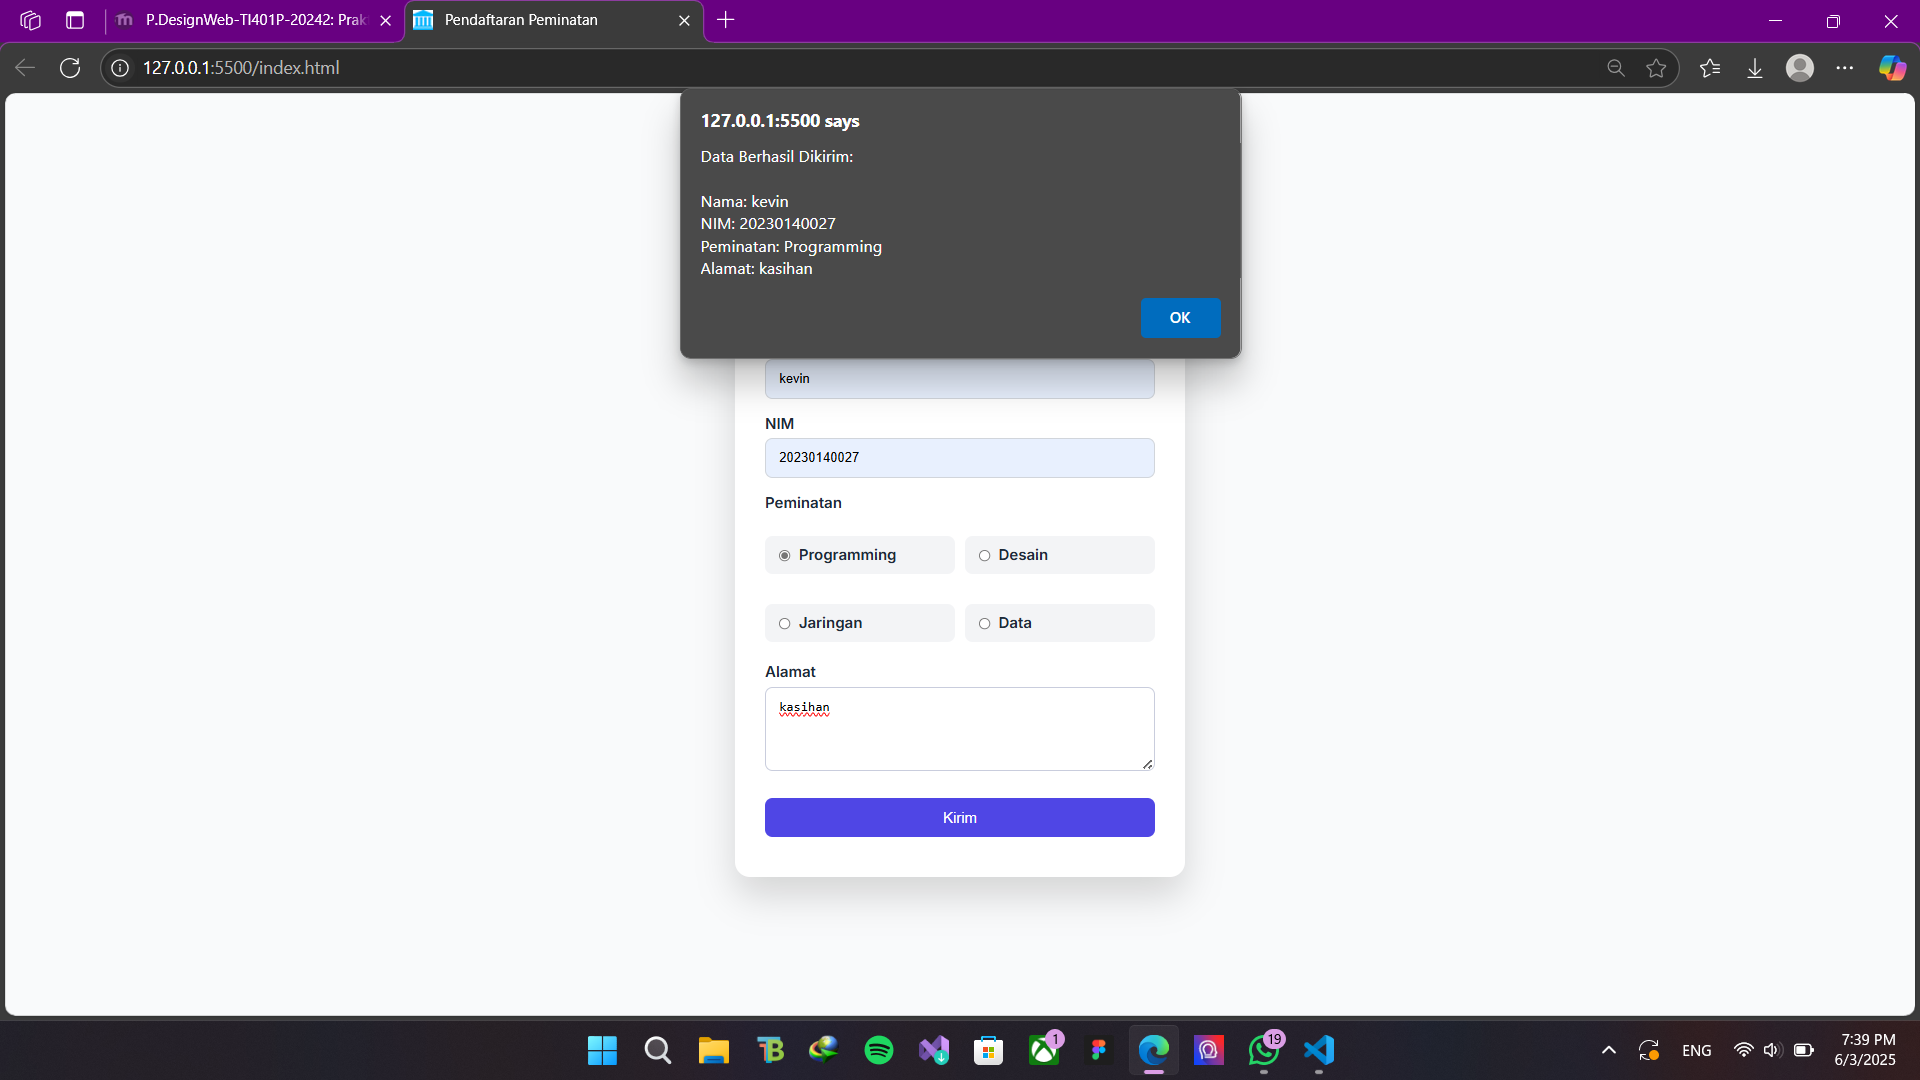 P.DesignWeb-TI401P-20242: Prak
Pendaftaran Peminatan
127.0.0.1:5500/index.html
127.0.0.1:5500 says
Data Berhasil Dikirim:
Nama: kevin
NIM: 20230140027
Peminatan: Programming
Alamat: kasihan
OK
kevin
NIM
20230140027
Peminatan
Programming
Desain
Jaringan
Data
Alamat
kasihan
Kirim
1
19
ENG
7:39 PM
6/3/2025